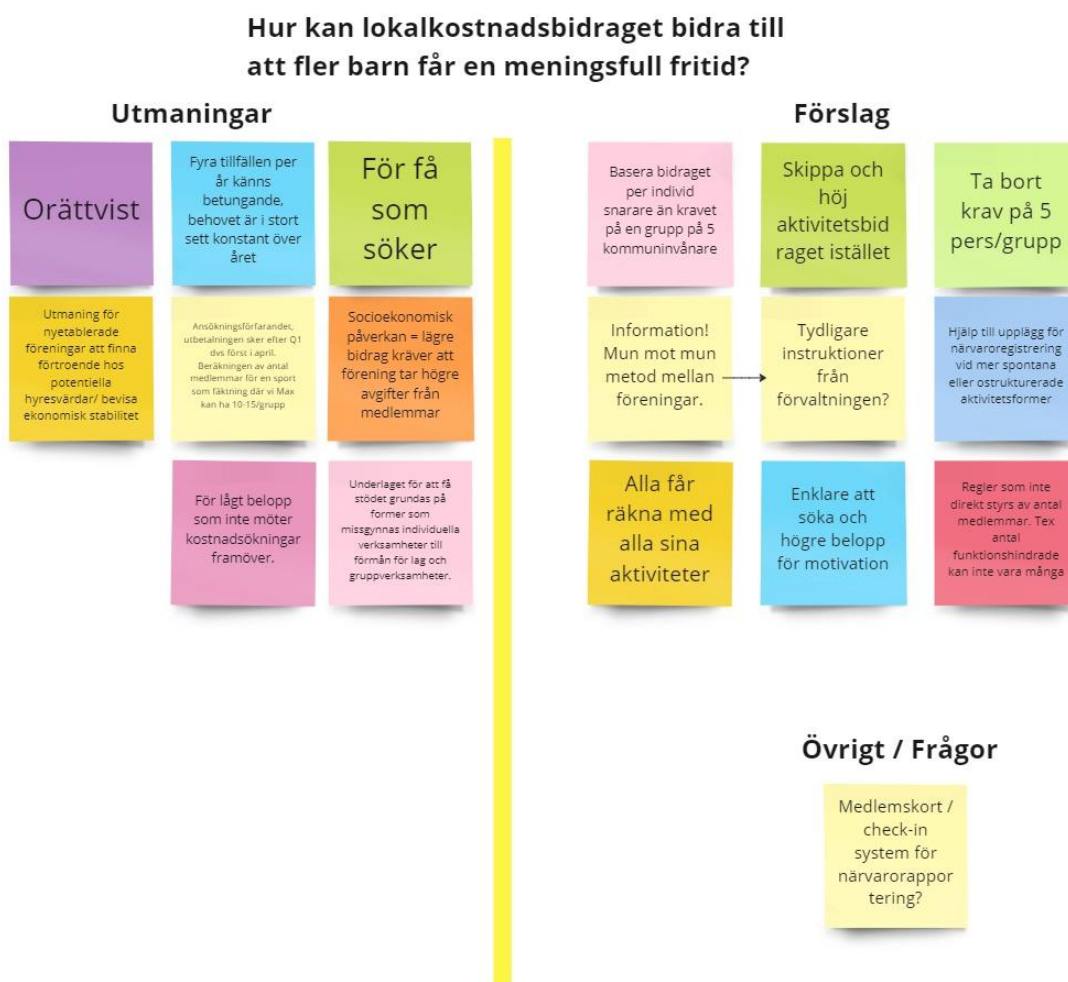 Hur kan lokalkostnadsbidraget bidra till
att fler barn får en meningsfull fritid?
Utmaningar
Orättvist
Fyra tillfällen per
år känns
betungande,
behovet är i stort
sett konstant över
året
För få
som
söker
Utmaning för
nyetablerade
föreningar att finna
förtroende hos
potentiella
hyresvärdar/ bevisa
ekonomisk stabilitet
Ansökningsförfarandet,
utbetalningen sker efter Q1
dvs först i april.
Beräkningen av antal
medlemmar för en sport
som fäktning där vi Max
kan ha 10-15/grupp
Socioekonomisk
påverkan = lägre
bidrag kräver att
förening tar högre
avgifter från
medlemmar
För lågt belopp
som inte möter
kostnadsökningar
framöver.
Underlaget för att få
stödet grundas på
former som
missgynnas individuella
verksamheter till
förmån för lag och
gruppverksamheter.
Förslag
Basera bidraget
per individ
snarare än kravet
på en grupp på 5
kommuninvånare
Skippa och
höj
aktivitetsbid
raget istället
Ta bort
krav på 5
pers/grupp
Information!
Mun mot mun
metod mellan
föreningar.
Tydligare
instruktioner
från
förvaltningen?
Hjälp till upplägg för
närvaroregistrering
vid mer spontana
eller ostrukturerade
aktivitetsformer
Alla får
räkna med
alla sina
aktiviteter
Enklare att
söka och
högre belopp
för motivation
Regler som inte
direkt styrs av antal
medlemmar. Tex
antal
funktionshindrade
kan inte vara många
Övrigt / Frågor
Medlemskort /
check-in
system för
närvarorappor
tering?